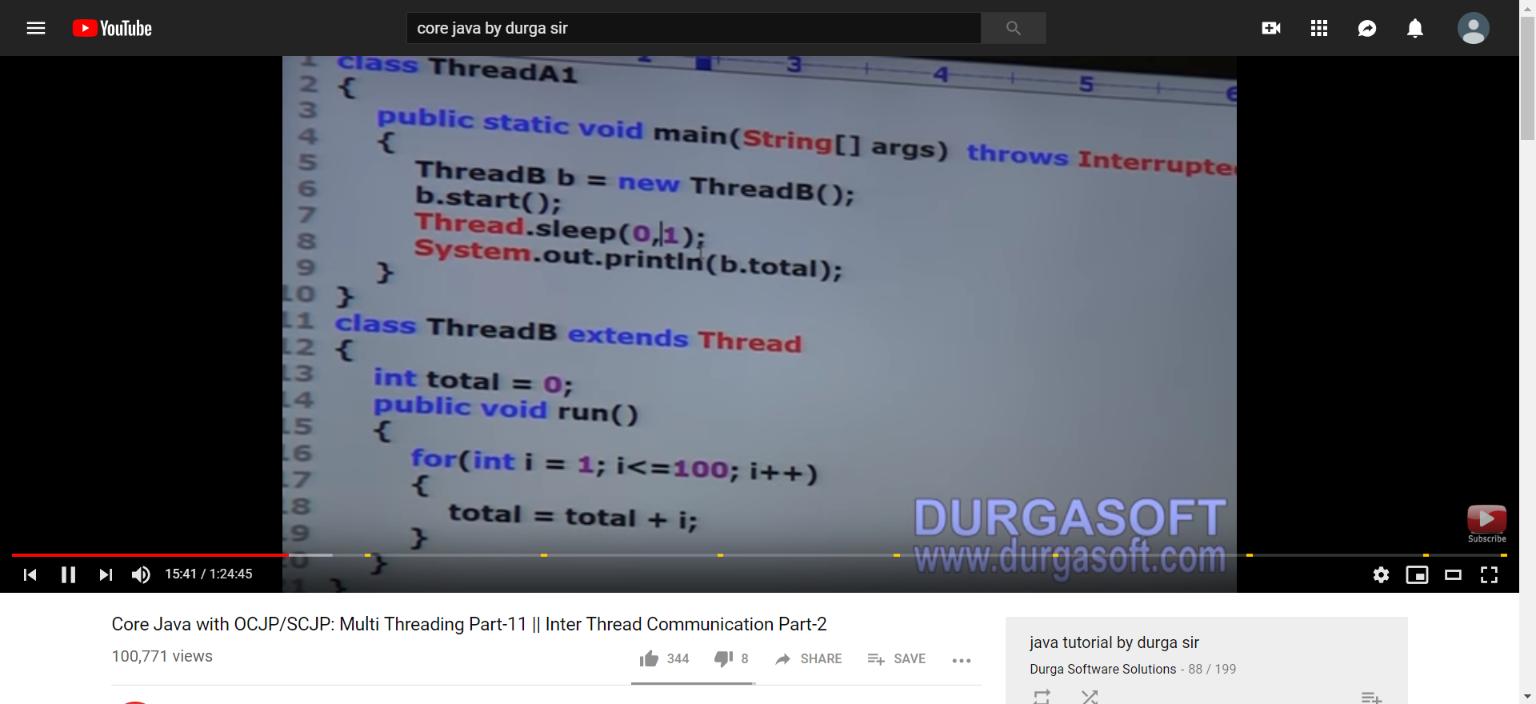 YouTube
core java by durga sir
2 3 4 5 6
1 class ThreadA1
2 {
3 public static void main(String[] args) throws Interrupte
4 {
5 ThreadB b = new ThreadB();
6 b.start();
7 Thread.sleep(0,1);
8 System.out.println(b.total);
9 }
10 }
11 class ThreadB extends Thread
12 {
13 int total = 0;
14 public void run()
15 {
16 for(int i = 1; i<=100; i++)
17 {
18 total = total + i;
19 }
20 }
21 }
DURGASOFT
www.durgasoft.com
Subscribe
15:41 / 1:24:45
Core Java with OCJP/SCJP: Multi Threading Part-11 || Inter Thread Communication Part-2
100,771 views
344 8 SHARE SAVE
java tutorial by durga sir
Durga Software Solutions - 88 / 199